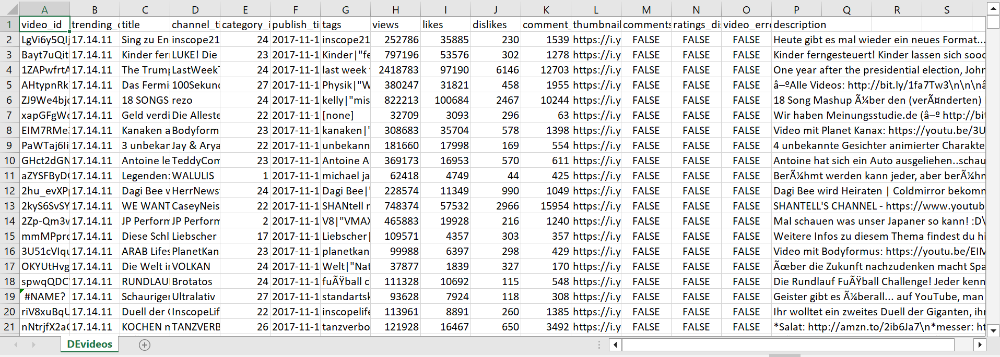 A B C D E F G H I J K L M N O P Q R S
1 video_id trending_ title channel_ti category_i publish_ti tags views likes dislikes comment_ thumbnail comments ratings_dis video_erro description
2 LgVi6y5QIj 17.14.11 Sing zu En inscope21 24 2017-11-1 inscope21 252786 35885 230 1539 https://i.y FALSE FALSE FALSE Heute gibt es mal wieder ein neues Format...
3 Bayt7uQit 17.14.11 Kinder fer LUKE! Die 23 2017-11-1 Kinder|"fe 797196 53576 302 1278 https://i.y FALSE FALSE FALSE Kinder ferngesteuert! Kinder lassen sich sooo
4 1ZAPwfrtA 17.14.11 The Trump LastWeekT 24 2017-11-1 last week 2418783 97190 6146 12703 https://i.y FALSE FALSE FALSE One year after the presidential election, John
5 AHtypnRk 17.14.11 Das Fermi 100Sekund 27 2017-11-1 Physik|"W 380247 31821 458 1955 https://i.y FALSE FALSE FALSE â–ºAlle Videos: http://bit.ly/1fa7Tw3\n\n\nâ
6 ZJ9We4bjc 17.14.11 18 SONGS rezo 24 2017-11-1 kelly|"mis 822213 100684 2467 10244 https://i.y FALSE FALSE FALSE 18 Song Mashup Ã¼ber den (verÃ¤nderten)
7 xapGFgWc 17.14.11 Geld verdi Die Alleste 22 2017-11-1 [none] 32709 3093 296 63 https://i.y FALSE FALSE FALSE Wir haben Meinungsstudie.de (â–º http://bit
8 EIM7RMe 17.14.11 Kanaken a Bodyform 23 2017-11-1 kanaken|" 308683 35704 578 1398 https://i.y FALSE FALSE FALSE Video mit Planet Kanax: https://youtu.be/3U
9 PaWTaj6Ii 17.14.11 3 unbekan Jay & Arya 22 2017-11-1 unbekann 181660 17998 169 554 https://i.y FALSE FALSE FALSE 4 unbekannte Gesichter animierter Charakte
10 GHct2dGN 17.14.11 Antoine le TeddyCom 23 2017-11-1 Antoine A 369173 16953 570 611 https://i.y FALSE FALSE FALSE Antoine hat sich ein Auto ausgeliehen..schau
11 aZYSFByD 17.14.11 Legenden: WALULIS 1 2017-11-1 michael ja 62418 4749 44 425 https://i.y FALSE FALSE FALSE BerÃ¼hmt werden kann jeder, aber berÃ¼hn
12 2hu_evXP 17.14.11 Dagi Bee w HerrNews 24 2017-11-1 Dagi Bee|" 228574 11349 990 1049 https://i.y FALSE FALSE FALSE Dagi Bee wird Heiraten | Coldmirror bekomm
13 2kyS6SvSY 17.14.11 WE WANT CaseyNeis 22 2017-11-1 SHANtell m 748374 57532 2966 15954 https://i.y FALSE FALSE FALSE SHANTELL'S CHANNEL - https://www.youtub
14 2Zp-Qm3w 17.14.11 JP Perform JP Perform 2 2017-11-1 V8|"VMAX 465883 19928 216 1240 https://i.y FALSE FALSE FALSE Mal schauen was unser Japaner so kann! :D\
15 mmMPprc 17.14.11 Diese Schl Liebscher 17 2017-11-1 Liebscher| 109571 4357 303 357 https://i.y FALSE FALSE FALSE Weitere Infos zu diesem Thema findest du hi
16 3U51cVIqu 17.14.11 ARAB Lifes PlanetKan 23 2017-11-1 planetkan 99988 6397 298 429 https://i.y FALSE FALSE FALSE Video mit Bodyformus: https://youtu.be/EIM
17 OKYUtHvg 17.14.11 Die Welt i VOLKAN 24 2017-11-1 Welt|"Nat 37877 1839 327 170 https://i.y FALSE FALSE FALSE Ãœber die Zukunft nachzudenken macht Spa
18 spwqQDC 17.14.11 RUNDLAU Brotatos 24 2017-11-1 fuÃŸball c 111328 10692 115 548 https://i.y FALSE FALSE FALSE Die Rundlauf FuÃŸball Challenge! Jeder kenn
19 #NAME? 17.14.11 Schauriger Ultralativ 27 2017-11-1 standartsk 93628 7924 118 308 https://i.y FALSE FALSE FALSE Geister gibt es Ã¼berall... auf YouTube, man
20 riV8xuBqU 17.14.11 Duell der InscopeLif 22 2017-11-1 inscopelife 113961 8891 260 1385 https://i.y FALSE FALSE FALSE Ihr wolltet ein zweites Duell der Giganten, ihr
21 nNtrjfX2a 17.14.11 KOCHEN m TANZVERB 26 2017-11-1 tanzverbo 121928 16467 650 3492 https://i.y FALSE FALSE FALSE *Salat: http://amzn.to/2ib6Ja7\n*messer: ht
DEvideos